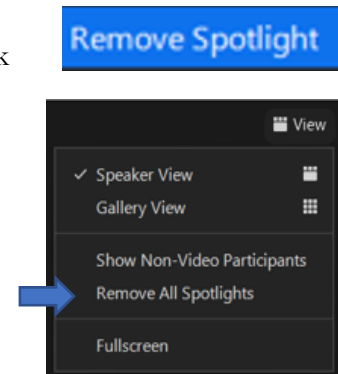 Remove Spotlight
k
View
Speaker View
Gallery View
Show Non-Video Participants
Remove All Spotlights
Fullscreen